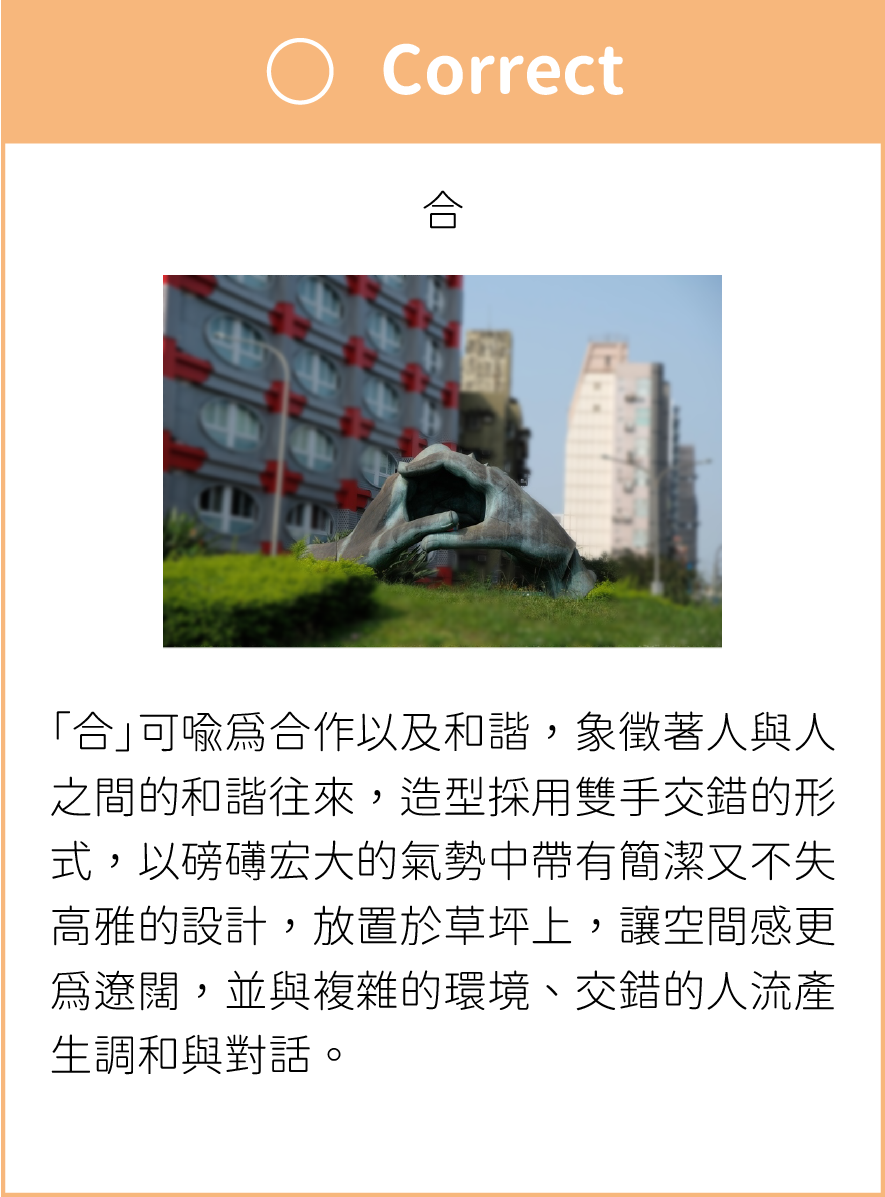 Correct
合
「合」可喻爲合作以及和諧，象徵著人與人
之間的和諧往來，造型採用雙手交錯的形
式，以磅礡宏大的氣勢中帶有簡潔又不失
高雅的設計，放置於草坪上，讓空間感更
爲遼闊，並與複雜的環境、交錯的人流產
生調和與對話。